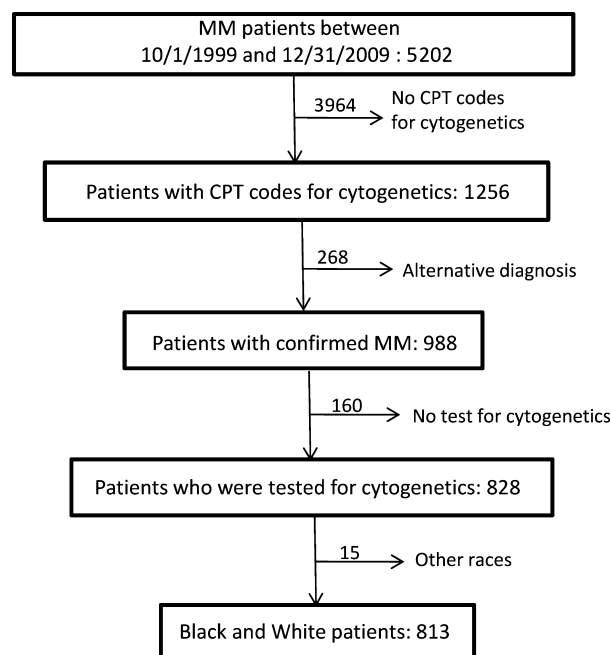 MM patients between
10/1/1999 and 12/31/2009 : 5202
3964
No CPT codes
for cytogenetics
Patients with CPT codes for cytogenetics: 1256
268
Alternative diagnosis
Patients with confirmed MM: 988
160
No test for cytogenetics
Patients who were tested for cytogenetics: 828
15
Other races
Black and White patients: 813